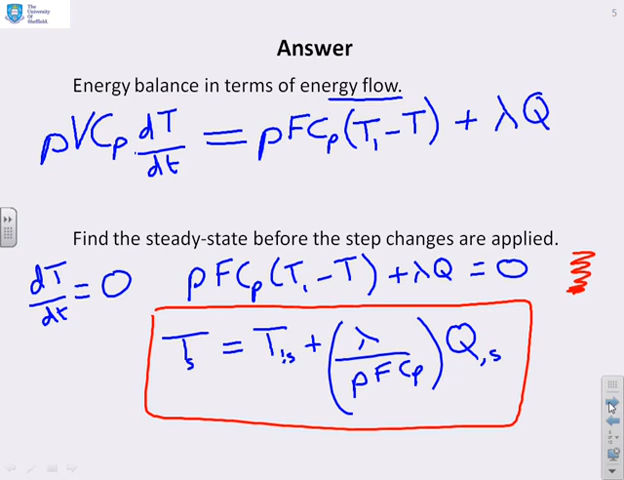 The
University
Of
Sheffield.
5
Answer
Energy balance in terms of energy flow.
ρVCp dT/dt = ρFCp(T₁ − T) + λQ
Find the steady-state before the step changes are applied.
dT/dt = 0 ρFCp(T₁ − T) + λQ = 0
Ts = T₁,s + (λ/ρFCp) Q,s